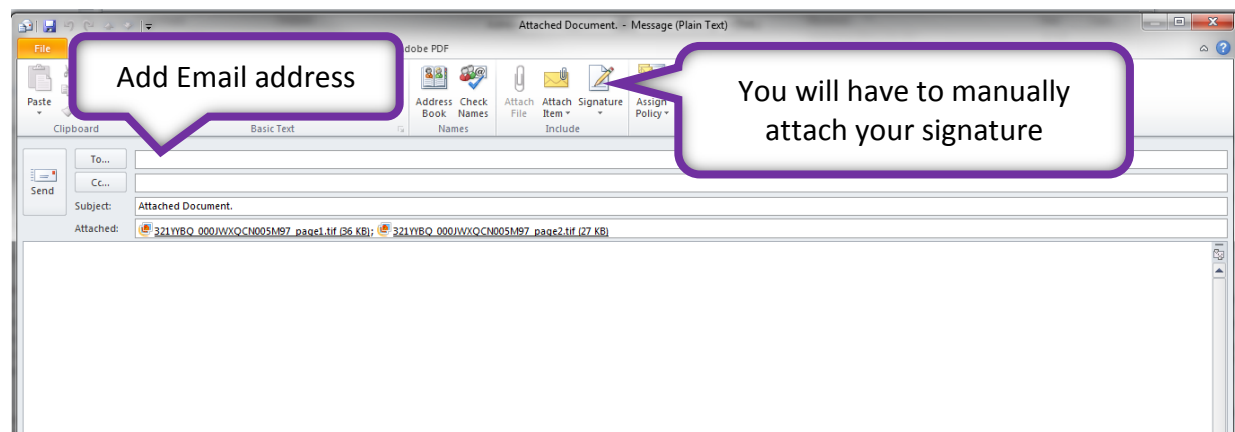 Attached Document. - Message (Plain Text)
File
dobe PDF
Add Email address
You will have to manually
attach your signature
Paste
Address Book
Check Names
Attach File
Attach Item
Signature
Assign Policy
Clipboard
Basic Text
Names
Include
To...
Cc...
Send
Subject: Attached Document.
Attached: 321YYBQ_000JWXQCN005M97_page1.tif (36 KB); 321YYBQ_000JWXQCN005M97_page2.tif (27 KB)